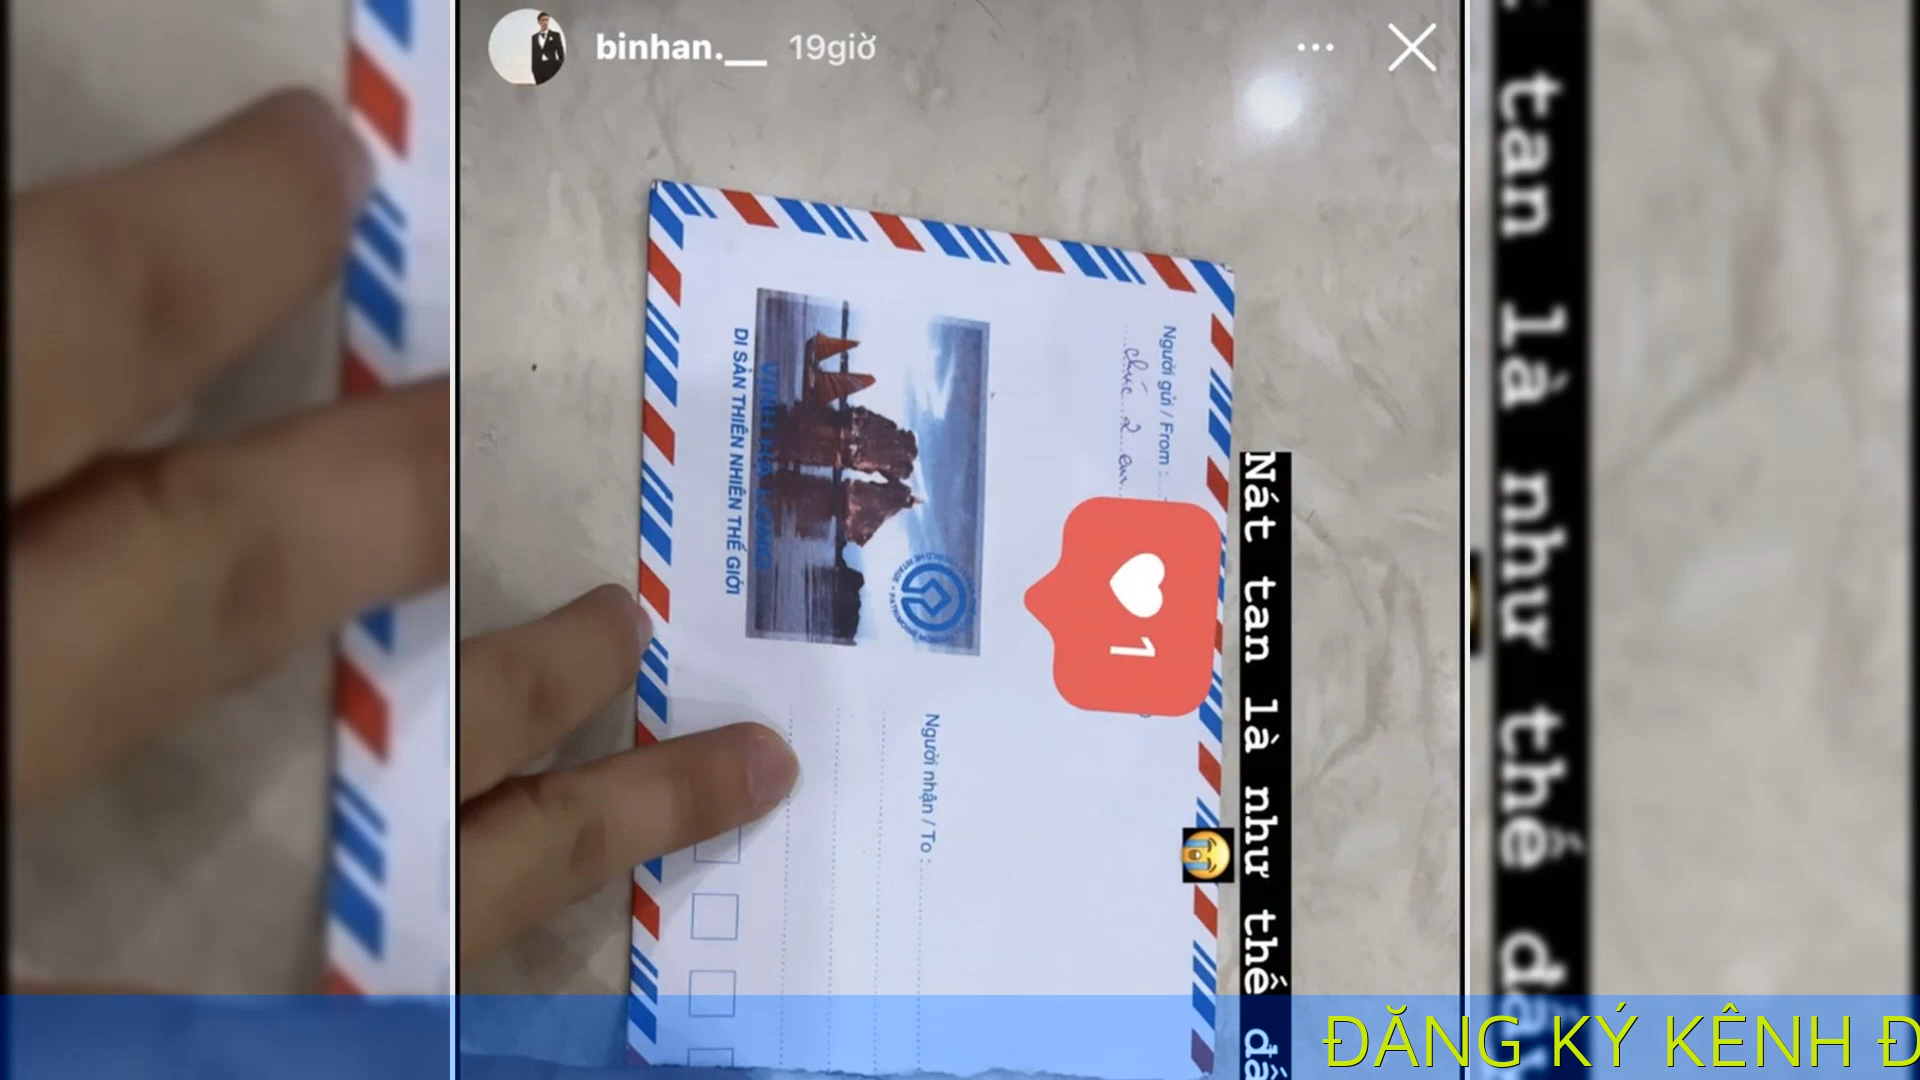 binhan.__ 19giờ
Người gửi / From :
chúc 2 em
VỊNH HẠ LONG
DI SẢN THIÊN NHIÊN THẾ GIỚI
1
Người nhận / To :
Nát tan là như thế
tan là như thế
ĐĂNG KÝ KÊNH Đ